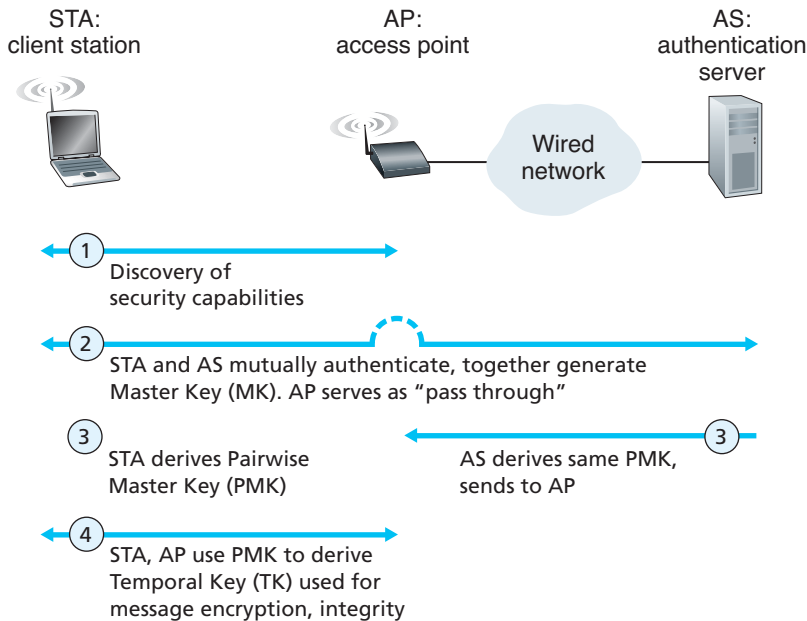 STA:
client station
AP:
access point
AS:
authentication
server
Wired
network
1
Discovery of
security capabilities
2
STA and AS mutually authenticate, together generate
Master Key (MK). AP serves as “pass through”
3
STA derives Pairwise
Master Key (PMK)
3
AS derives same PMK,
sends to AP
4
STA, AP use PMK to derive
Temporal Key (TK) used for
message encryption, integrity